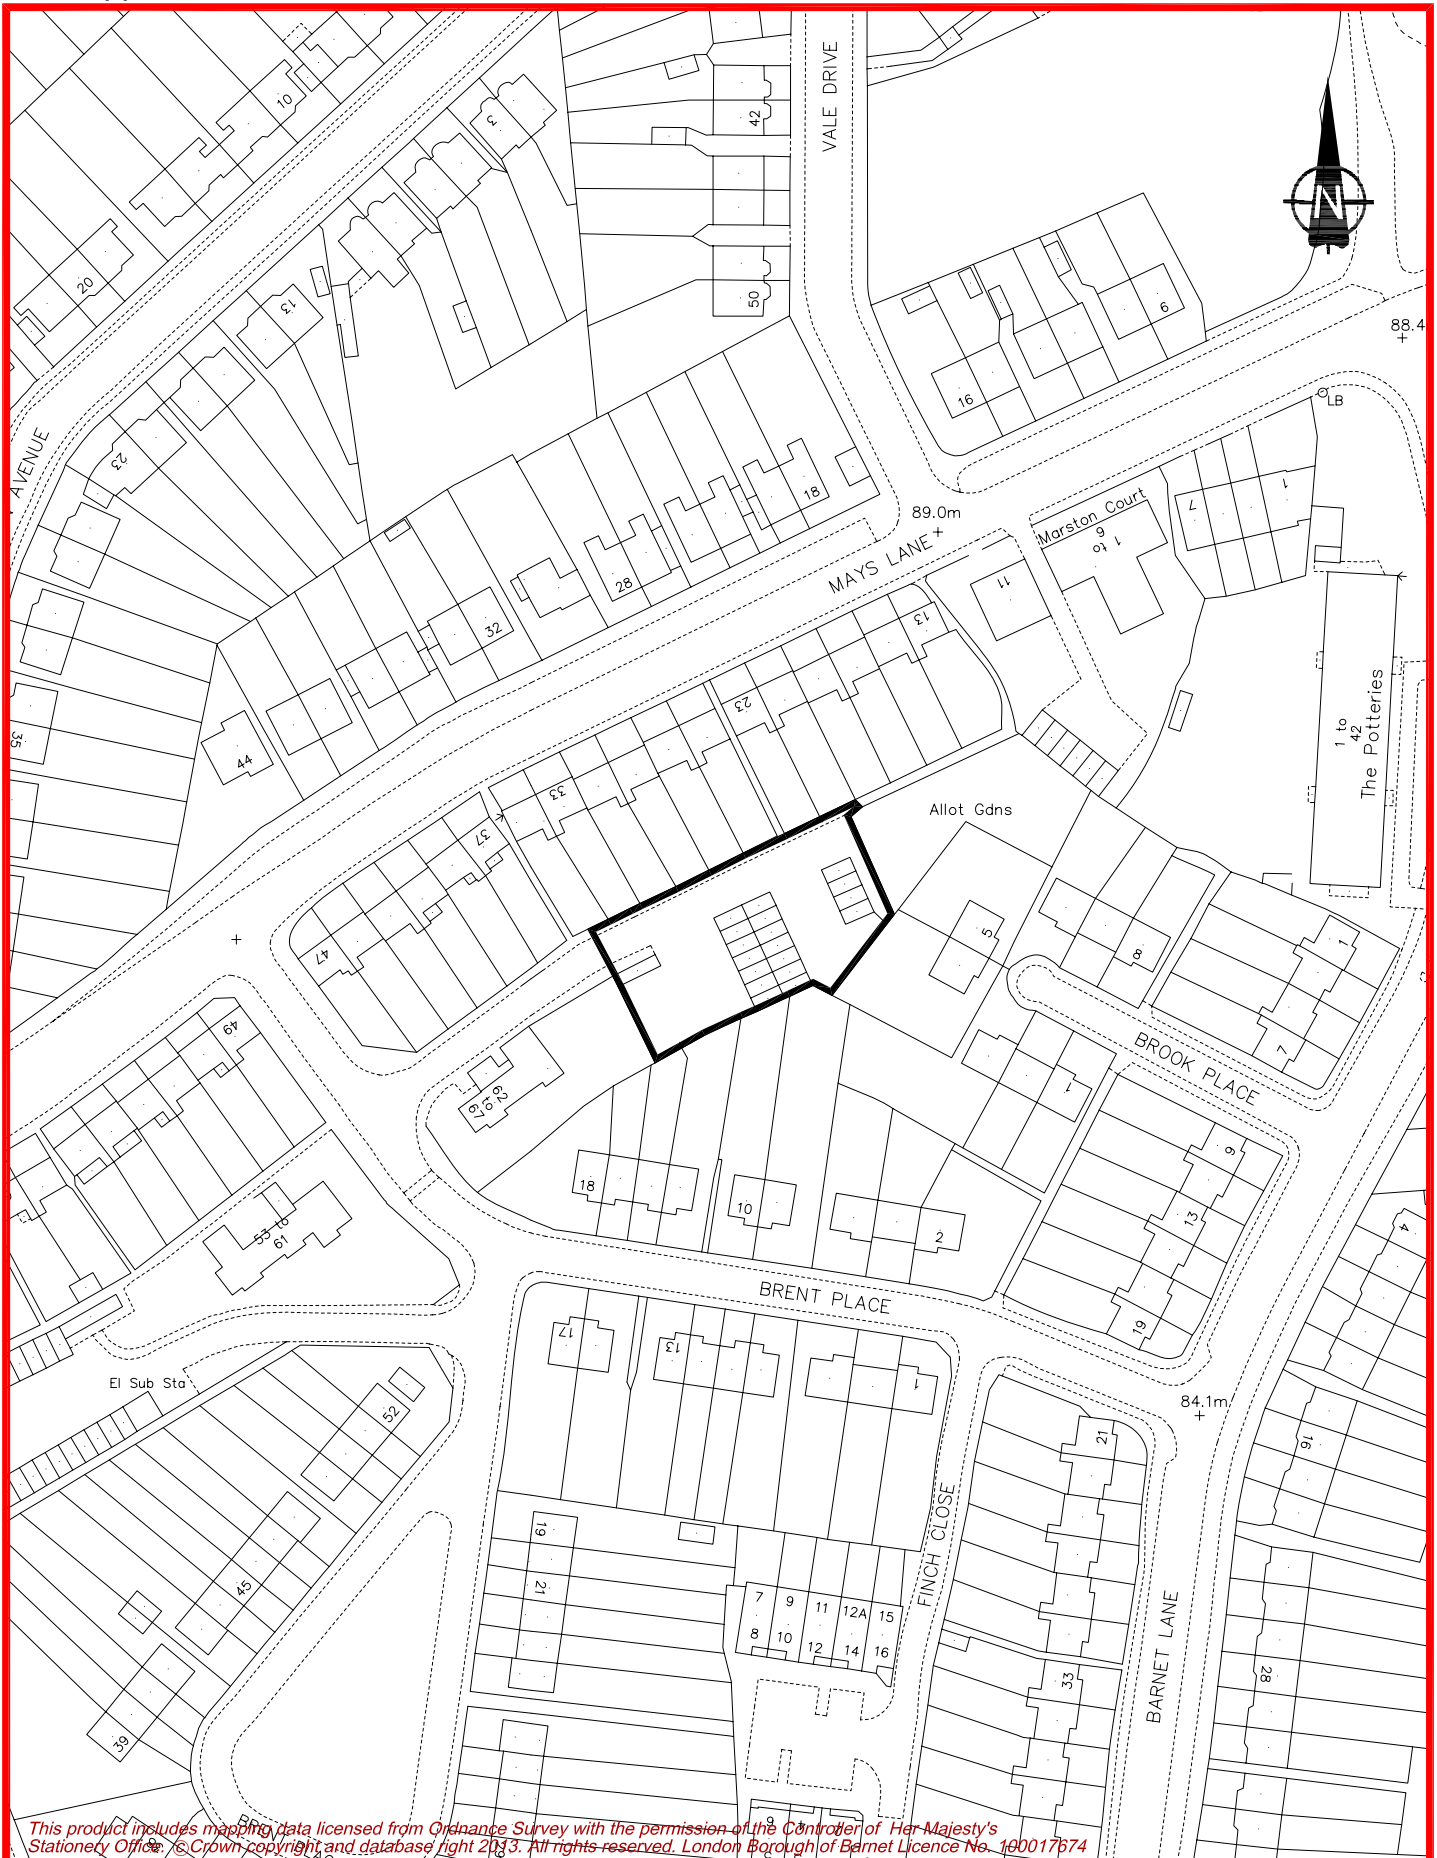 10
3
42
VALE DRIVE
N
20
13
50
6
16
88.4
LB
AVENUE
23
18
89.0m
Marston Court
1 to
6
7
1
28
MAYS LANE
11
32
13
35
44
23
1 to
42
The Potteries
33
37
Allot Gdns
47
5
8
1
49
BROOK PLACE
7
62
to
67
1
9
18
10
53 to
61
2
13
4
BRENT PLACE
19
17
13
1
El Sub Sta
52
84.1m
21
16
FINCH CLOSE
19
21
45
7
9
11
12A
15
8
10
12
14
16
BARNET LANE
33
28
39
This product includes mapping data licensed from Ordnance Survey with the permission of the Controller of Her Majesty's
Stationery Office. © Crown copyright and database right 2013. All rights reserved. London Borough of Barnet Licence No. 100017674